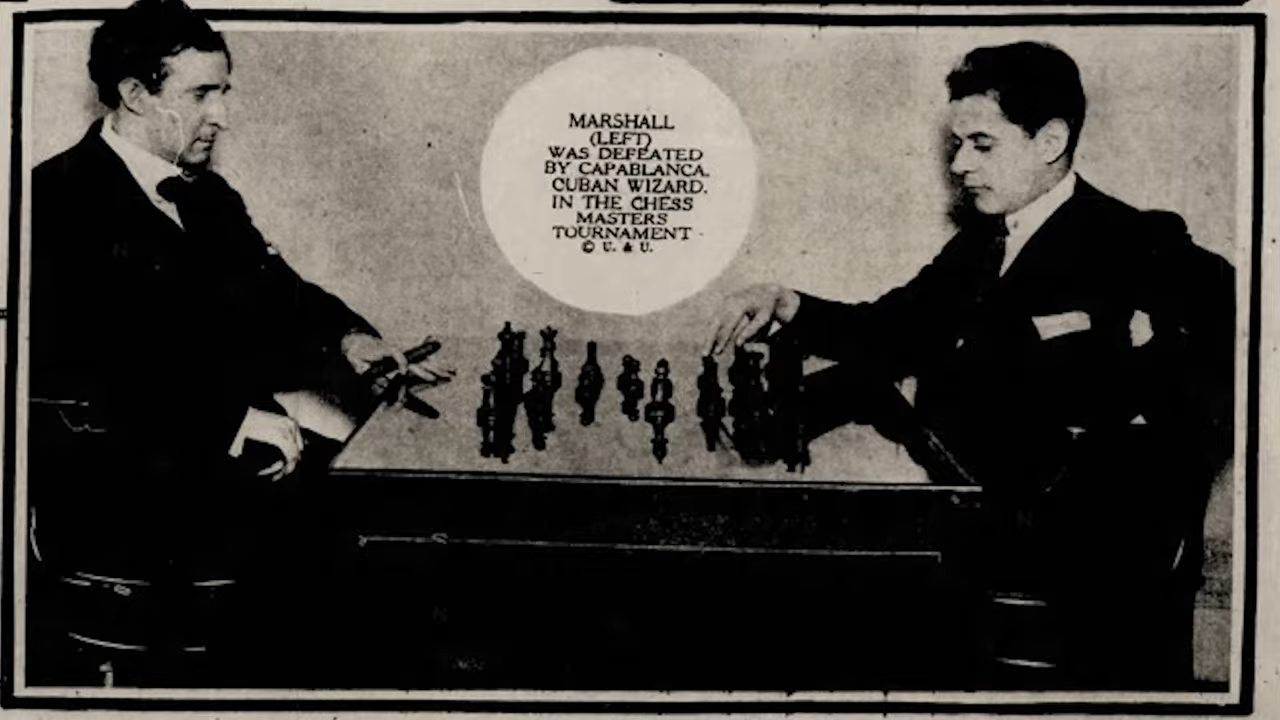 MARSHALL
(LEFT)
WAS DEFEATED
BY CAPABLANCA,
CUBAN WIZARD,
IN THE CHESS
MASTERS
TOURNAMENT
© U. & U.